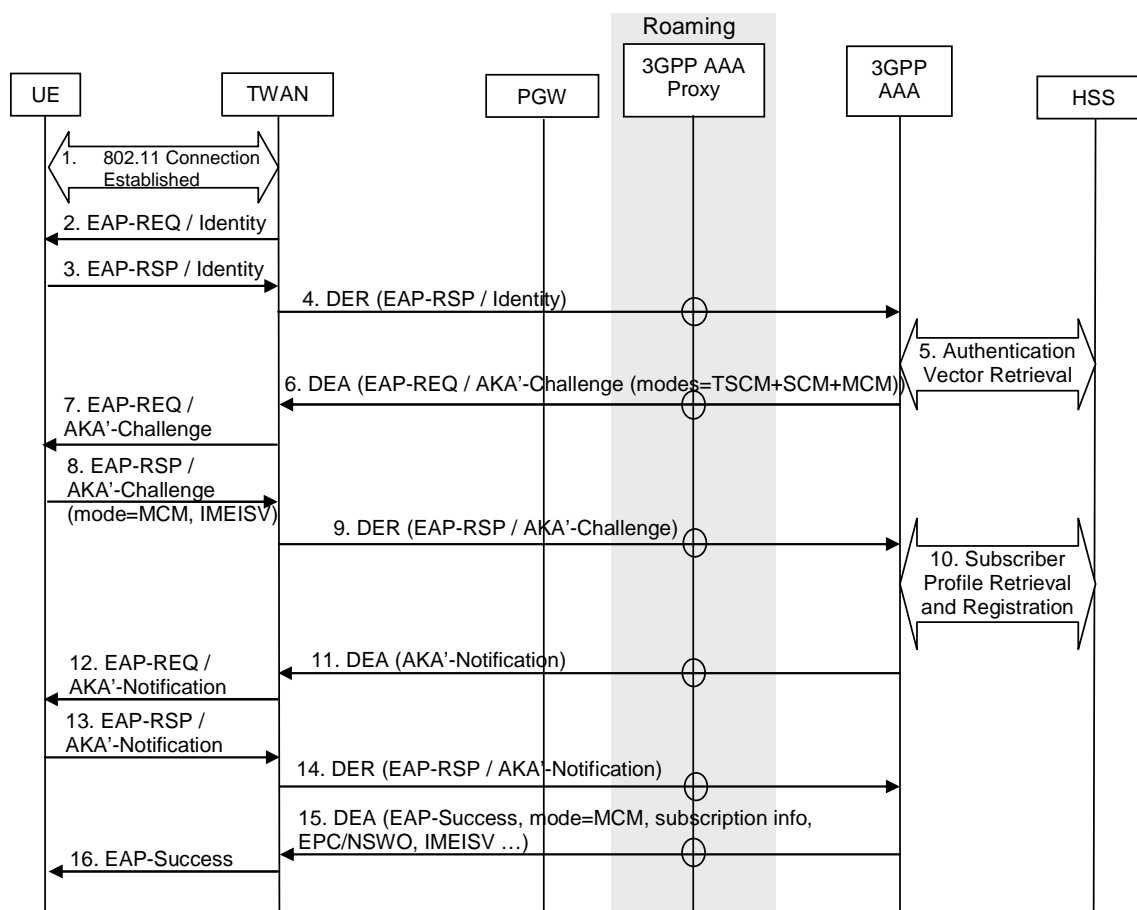 Roaming
UE
TWAN
PGW
3GPP AAA
Proxy
3GPP
AAA
HSS
1. 802.11 Connection
Established
2. EAP-REQ / Identity
3. EAP-RSP / Identity
4. DER (EAP-RSP / Identity)
5. Authentication
Vector Retrieval
6. DEA (EAP-REQ / AKA'-Challenge (modes=TSCM+SCM+MCM))
7. EAP-REQ /
AKA'-Challenge
8. EAP-RSP /
AKA'-Challenge
(mode=MCM, IMEISV)
9. DER (EAP-RSP / AKA'-Challenge)
10. Subscriber
Profile Retrieval
and Registration
11. DEA (AKA'-Notification)
12. EAP-REQ /
AKA'-Notification
13. EAP-RSP /
AKA'-Notification
14. DER (EAP-RSP / AKA'-Notification)
15. DEA (EAP-Success, mode=MCM, subscription info,
EPC/NSWO, IMEISV …)
16. EAP-Success